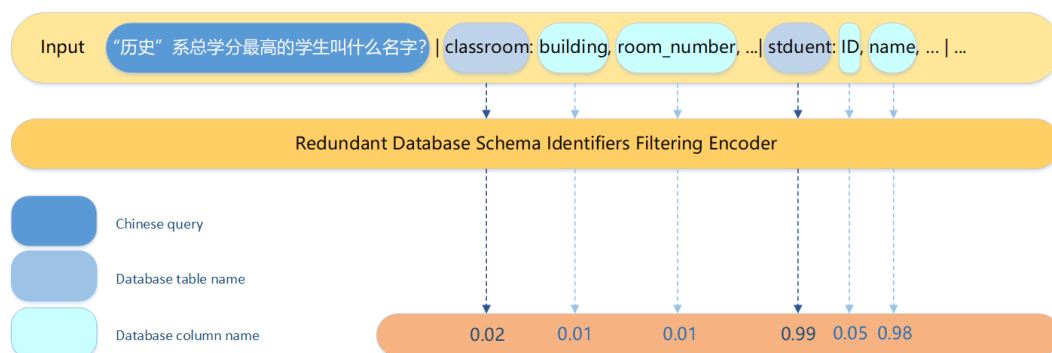 Input “历史”系总学分最高的学生叫什么名字? | classroom: building, room_number, ...| stduent: ID, name, ... | ...
Redundant Database Schema Identifiers Filtering Encoder
Chinese query
Database table name
Database column name
0.02 0.01 0.01 0.99 0.05 0.98